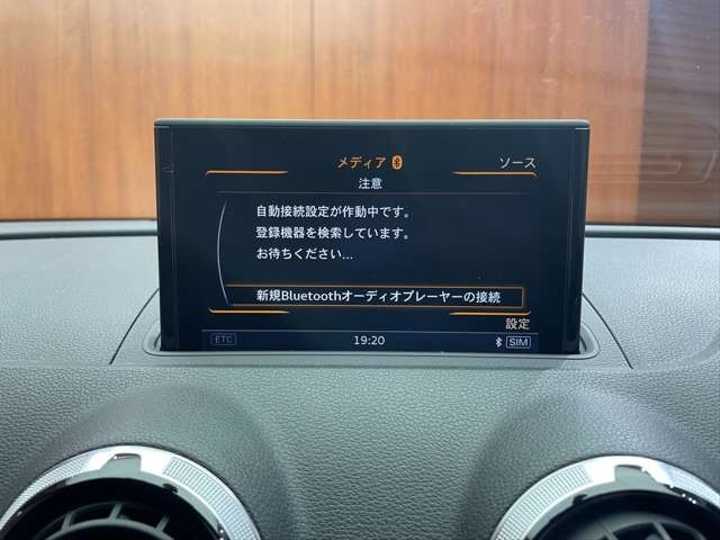 メディア
ソース
注意
自動接続設定が作動中です。
登録機器を検索しています。
お待ちください...
新規Bluetoothオーディオプレーヤーの接続
設定
ETC
19:20
SIM